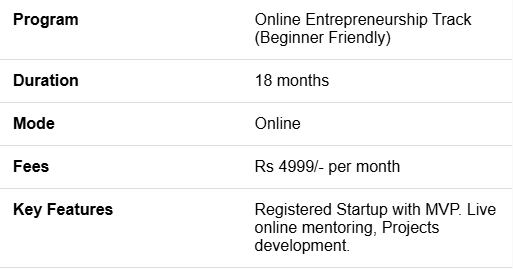 Program Online Entrepreneurship Track
(Beginner Friendly)
Duration 18 months
Mode Online
Fees Rs 4999/- per month
Key Features Registered Startup with MVP. Live
online mentoring, Projects
development.